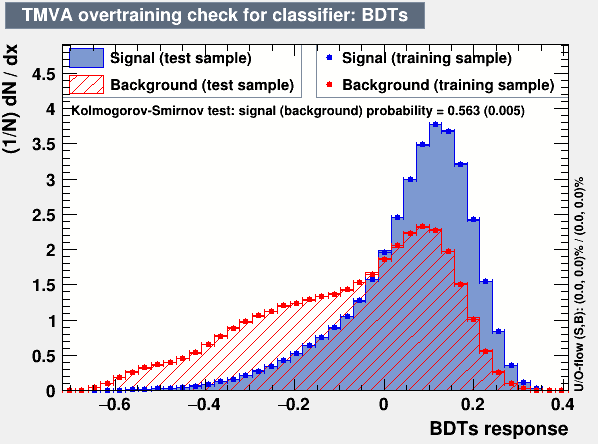 TMVA overtraining check for classifier: BDTs
Signal (test sample)
Background (test sample)
Signal (training sample)
Background (training sample)
Kolmogorov-Smirnov test: signal (background) probability = 0.563 (0.005)
(1/N) dN / dx
4.5
4
3.5
3
2.5
2
1.5
1
0.5
0
−0.6
−0.4
−0.2
0
0.2
0.4
BDTs response
U/O-flow (S,B): (0.0, 0.0)% / (0.0, 0.0)%